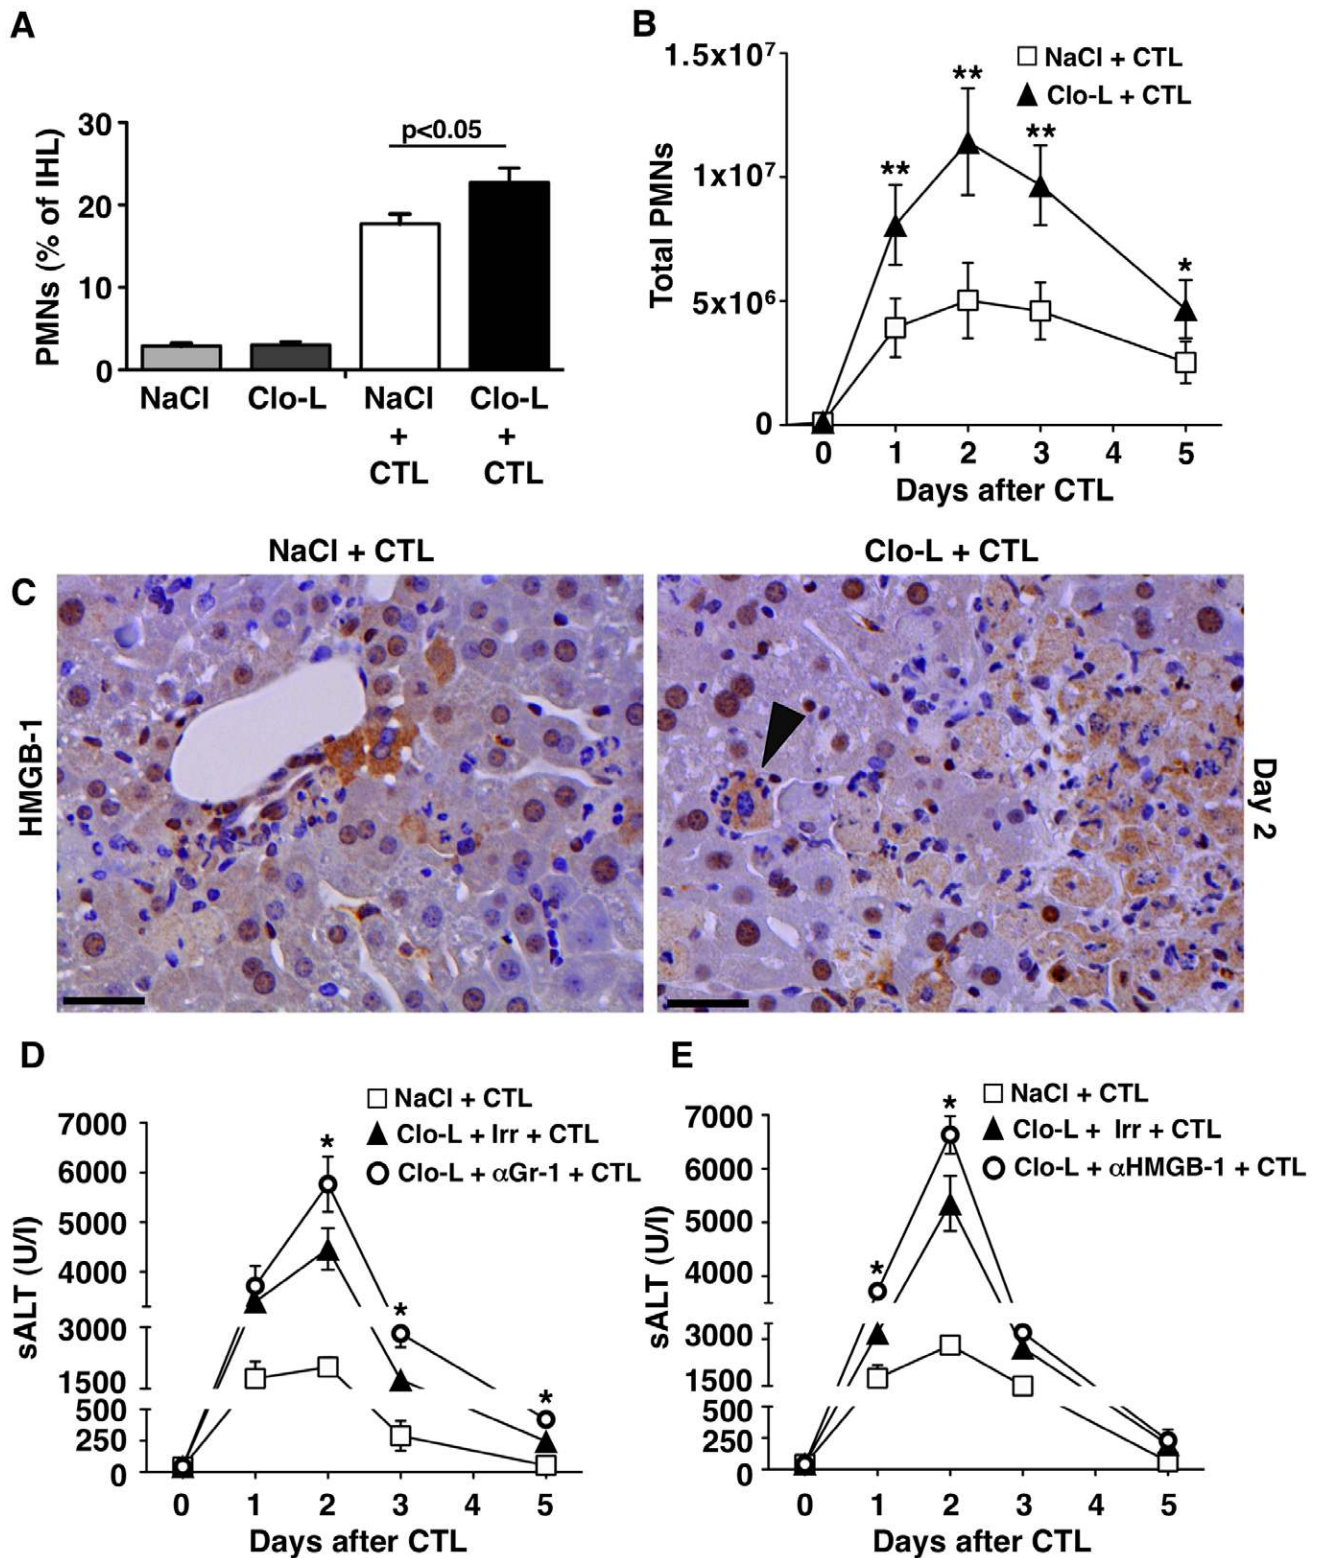 A
PMNs (% of IHL)
30
20
10
0
p<0.05
NaCl
Clo-L
NaCl
+
CTL
Clo-L
+
CTL
B
Total PMNs
1.5x10⁷
1x10⁷
5x10⁶
0
NaCl + CTL
Clo-L + CTL
**
**
**
*
0 1 2 3 4 5
Days after CTL
C
NaCl + CTL
Clo-L + CTL
HMGB-1
Day 2
D
sALT (U/l)
7000
6000
5000
4000
3000
1500
500
250
0
NaCl + CTL
Clo-L + Irr + CTL
Clo-L + αGr-1 + CTL
*
*
*
0 1 2 3 4 5
Days after CTL
E
sALT (U/l)
7000
6000
5000
4000
3000
1500
500
250
0
NaCl + CTL
Clo-L + Irr + CTL
Clo-L + αHMGB-1 + CTL
*
*
0 1 2 3 4 5
Days after CTL